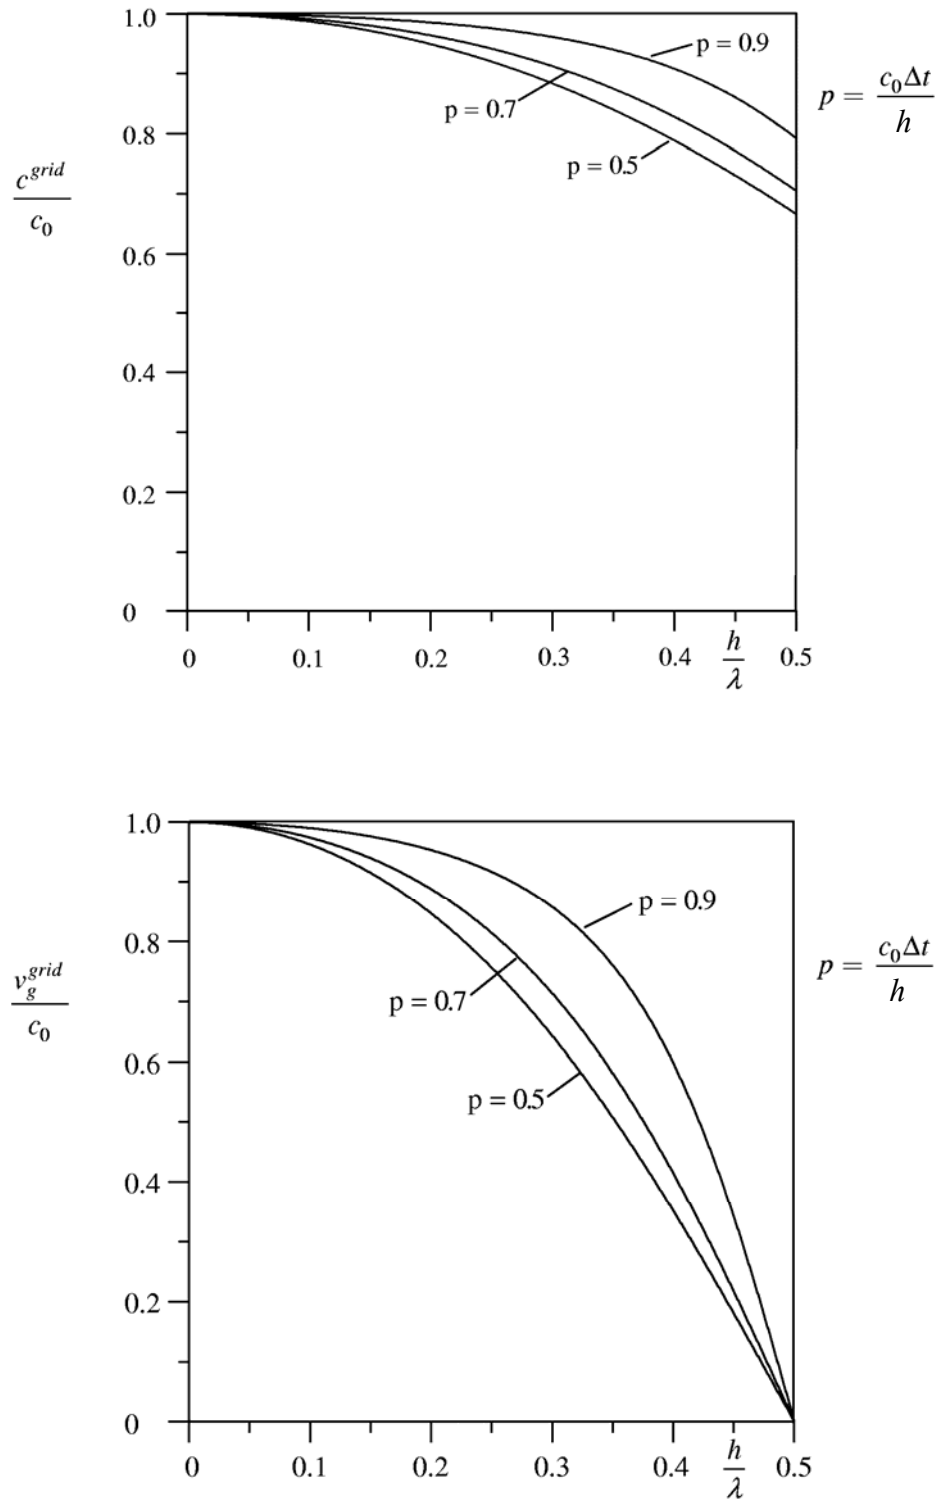 1.0
p = 0.9
p = c₀Δt / h
p = 0.7
0.8
p = 0.5
c^{grid} / c₀
0.6
0.4
0.2
0
0 0.1 0.2 0.3 0.4 h/λ 0.5
1.0
p = 0.9
0.8
p = c₀Δt / h
v_g^{grid} / c₀
p = 0.7
0.6
p = 0.5
0.4
0.2
0
0 0.1 0.2 0.3 0.4 h/λ 0.5